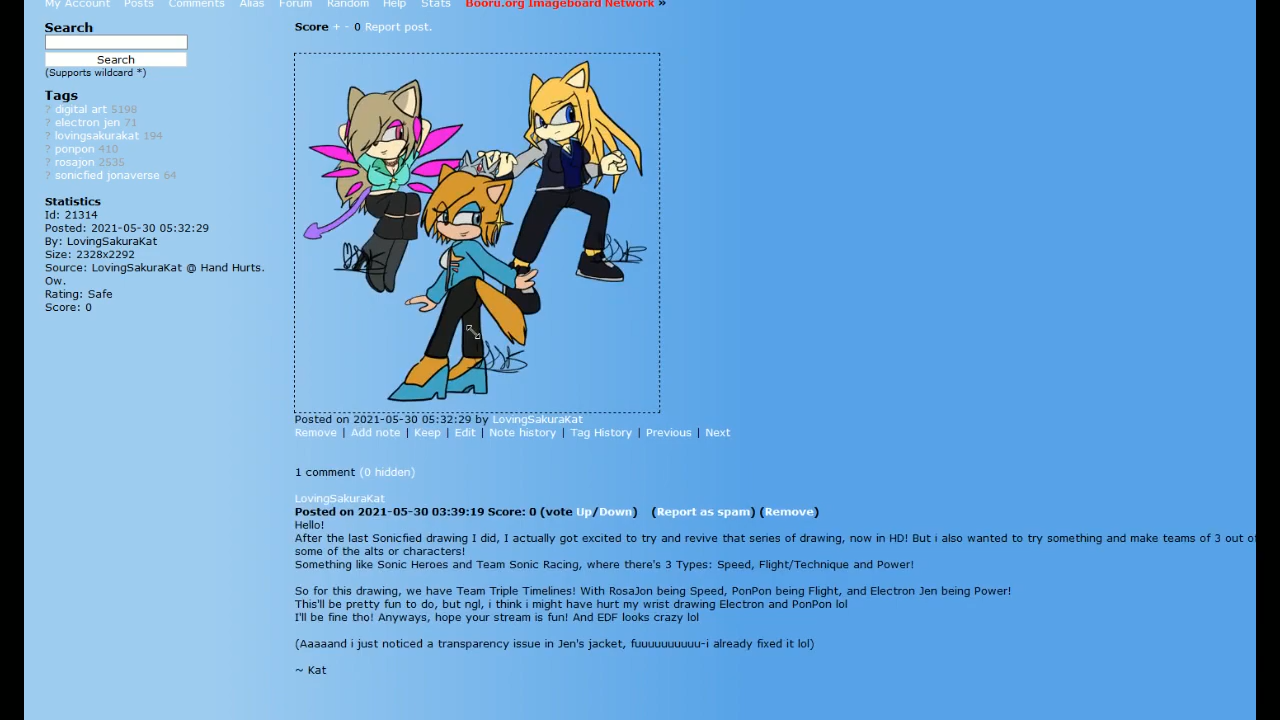 My Account Posts Comments Alias Forum Random Help Stats Booru.org Imageboard Network »
Search
Search
(Supports wildcard *)
Tags
? digital art 5198
? electron jen 71
? lovingsakurakat 194
? ponpon 410
? rosajon 2535
? sonicfied jonaverse 64
Statistics
Id: 21314
Posted: 2021-05-30 05:32:29
By: LovingSakuraKat
Size: 2328x2292
Source: LovingSakuraKat @ Hand Hurts.
Ow.
Rating: Safe
Score: 0
Score + - 0 Report post.
Posted on 2021-05-30 05:32:29 by LovingSakuraKat
Remove | Add note | Keep | Edit | Note history | Tag History | Previous | Next
1 comment (0 hidden)
LovingSakuraKat
Posted on 2021-05-30 03:39:19 Score: 0 (vote Up/Down) (Report as spam) (Remove)
Hello!
After the last Sonicfied drawing I did, I actually got excited to try and revive that series of drawing, now in HD! But i also wanted to try something and make teams of 3 out of
some of the alts or characters!
Something like Sonic Heroes and Team Sonic Racing, where there's 3 Types: Speed, Flight/Technique and Power!
So for this drawing, we have Team Triple Timelines! With RosaJon being Speed, PonPon being Flight, and Electron Jen being Power!
This'll be pretty fun to do, but ngl, i think i might have hurt my wrist drawing Electron and PonPon lol
I'll be fine tho! Anyways, hope your stream is fun! And EDF looks crazy lol
(Aaaaand i just noticed a transparency issue in Jen's jacket, fuuuuuuuuu-i already fixed it lol)
~ Kat